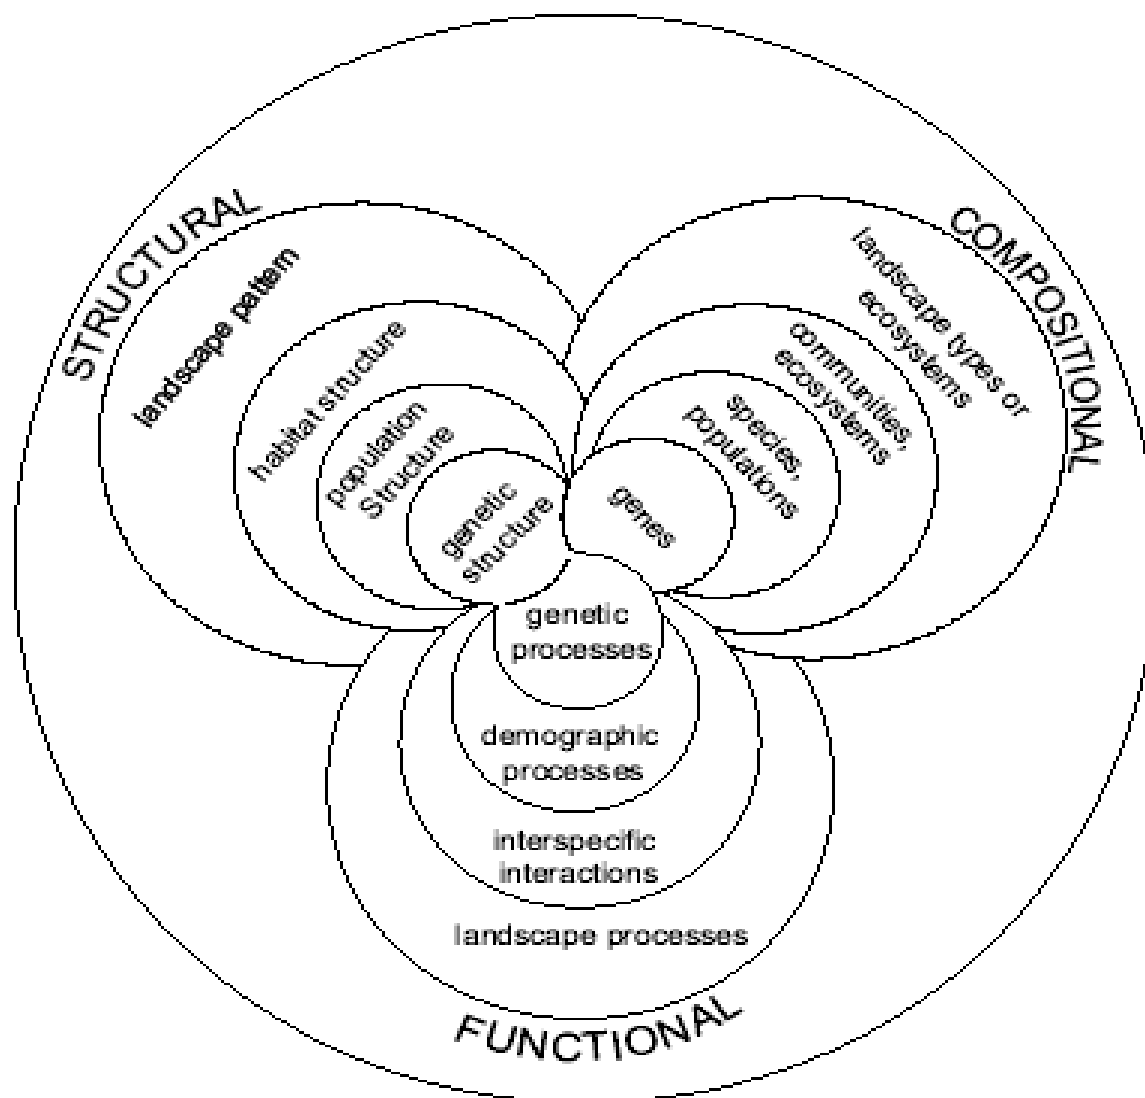 STRUCTURAL
landscape pattern
habitat structure
population
Structure
genetic
structure
COMPOSITIONAL
landscape types or
ecosystems
communities,
ecosystems
species,
populations
genes
genetic
processes
demographic
processes
interspecific
interactions
landscape processes
FUNCTIONAL